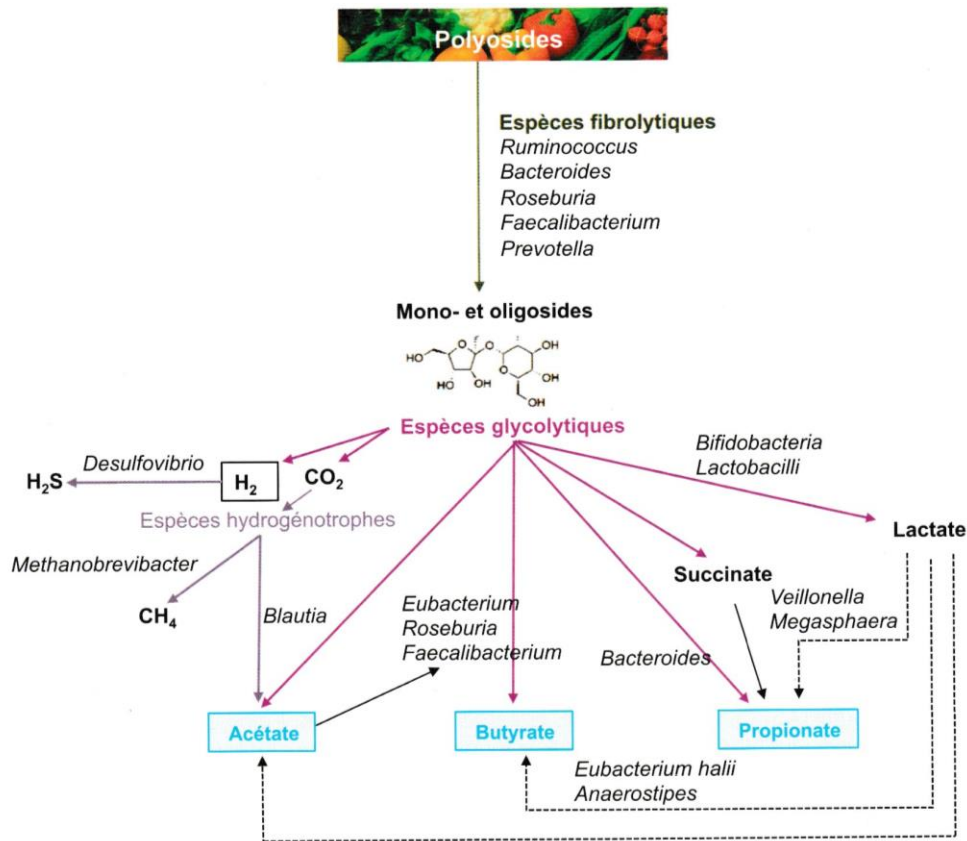 Polyosides
Espèces fibrolytiques
Ruminococcus
Bacteroides
Roseburia
Faecalibacterium
Prevotella
Mono- et oligosides
HO
O
O
OH
HO
OH
O
OH
OH
Espèces glycolytiques
Bifidobacteria
Lactobacilli
Desulfovibrio
H₂S
H₂
CO₂
Espèces hydrogénotrophes
Lactate
Methanobrevibacter
Succinate
CH₄
Blautia
Eubacterium
Roseburia
Faecalibacterium
Veillonella
Megasphaera
Bacteroides
Acétate
Butyrate
Propionate
Eubacterium halii
Anaerostipes